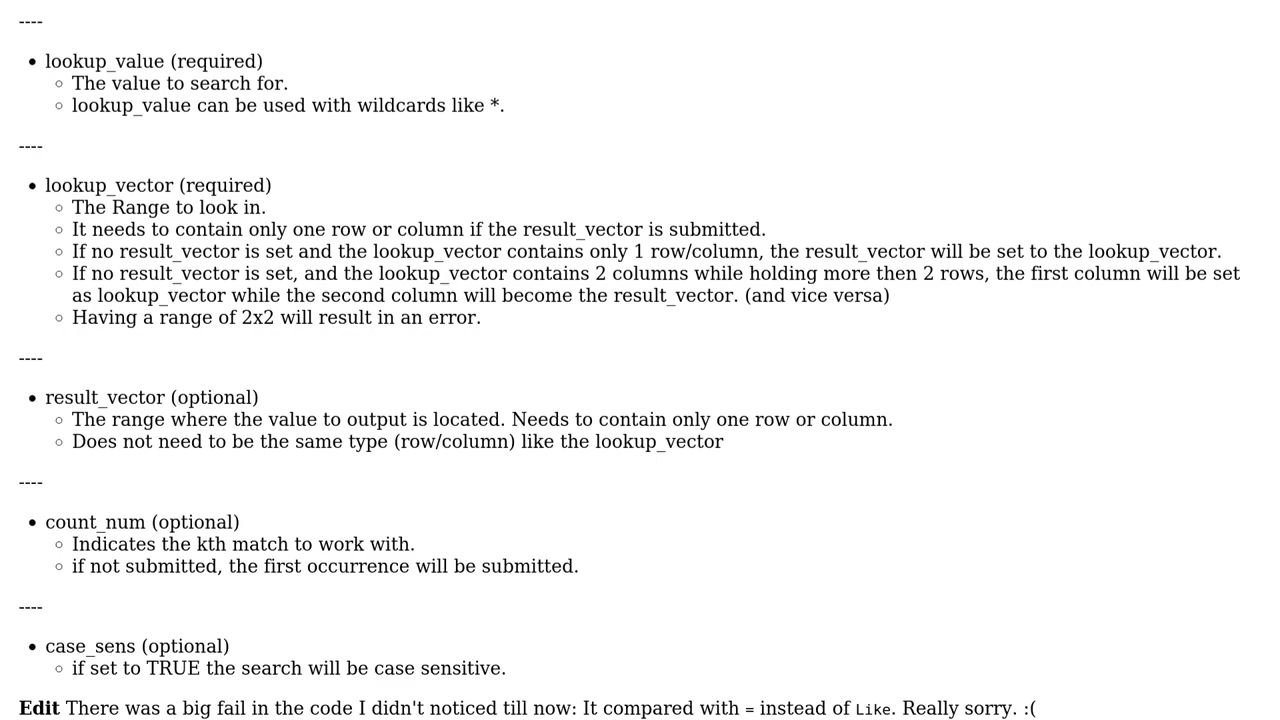 ----
• lookup_value (required)
◦ The value to search for.
◦ lookup_value can be used with wildcards like *.
----
• lookup_vector (required)
◦ The Range to look in.
◦ It needs to contain only one row or column if the result_vector is submitted.
◦ If no result_vector is set and the lookup_vector contains only 1 row/column, the result_vector will be set to the lookup_vector.
◦ If no result_vector is set, and the lookup_vector contains 2 columns while holding more then 2 rows, the first column will be set
as lookup_vector while the second column will become the result_vector. (and vice versa)
◦ Having a range of 2x2 will result in an error.
----
• result_vector (optional)
◦ The range where the value to output is located. Needs to contain only one row or column.
◦ Does not need to be the same type (row/column) like the lookup_vector
----
• count_num (optional)
◦ Indicates the kth match to work with.
◦ if not submitted, the first occurrence will be submitted.
----
• case_sens (optional)
◦ if set to TRUE the search will be case sensitive.
Edit There was a big fail in the code I didn't noticed till now: It compared with = instead of Like. Really sorry. :(